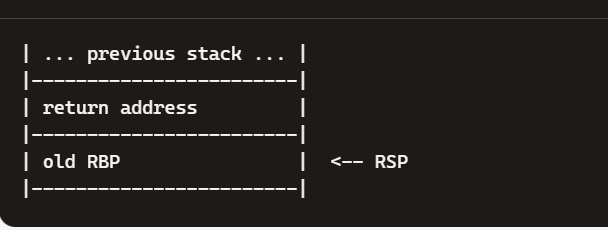 | ... previous stack ... |
|------------------------|
| return address         |
|------------------------|
| old RBP                |  <-- RSP
|------------------------|